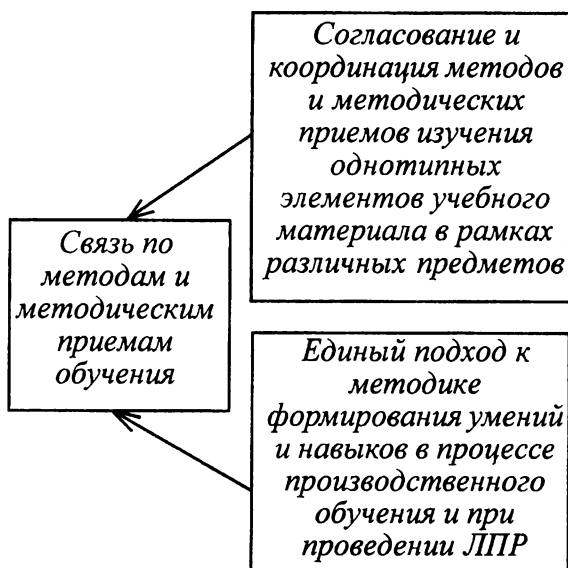 Согласование и
координация методов
и методических
приемов изучения
однотипных
элементов учебного
материала в рамках
различных предметов
Связь по
методам и
методическим
приемам
обучения
Единый подход к
методике
формирования умений
и навыков в процессе
производственного
обучения и при
проведении ЛПР